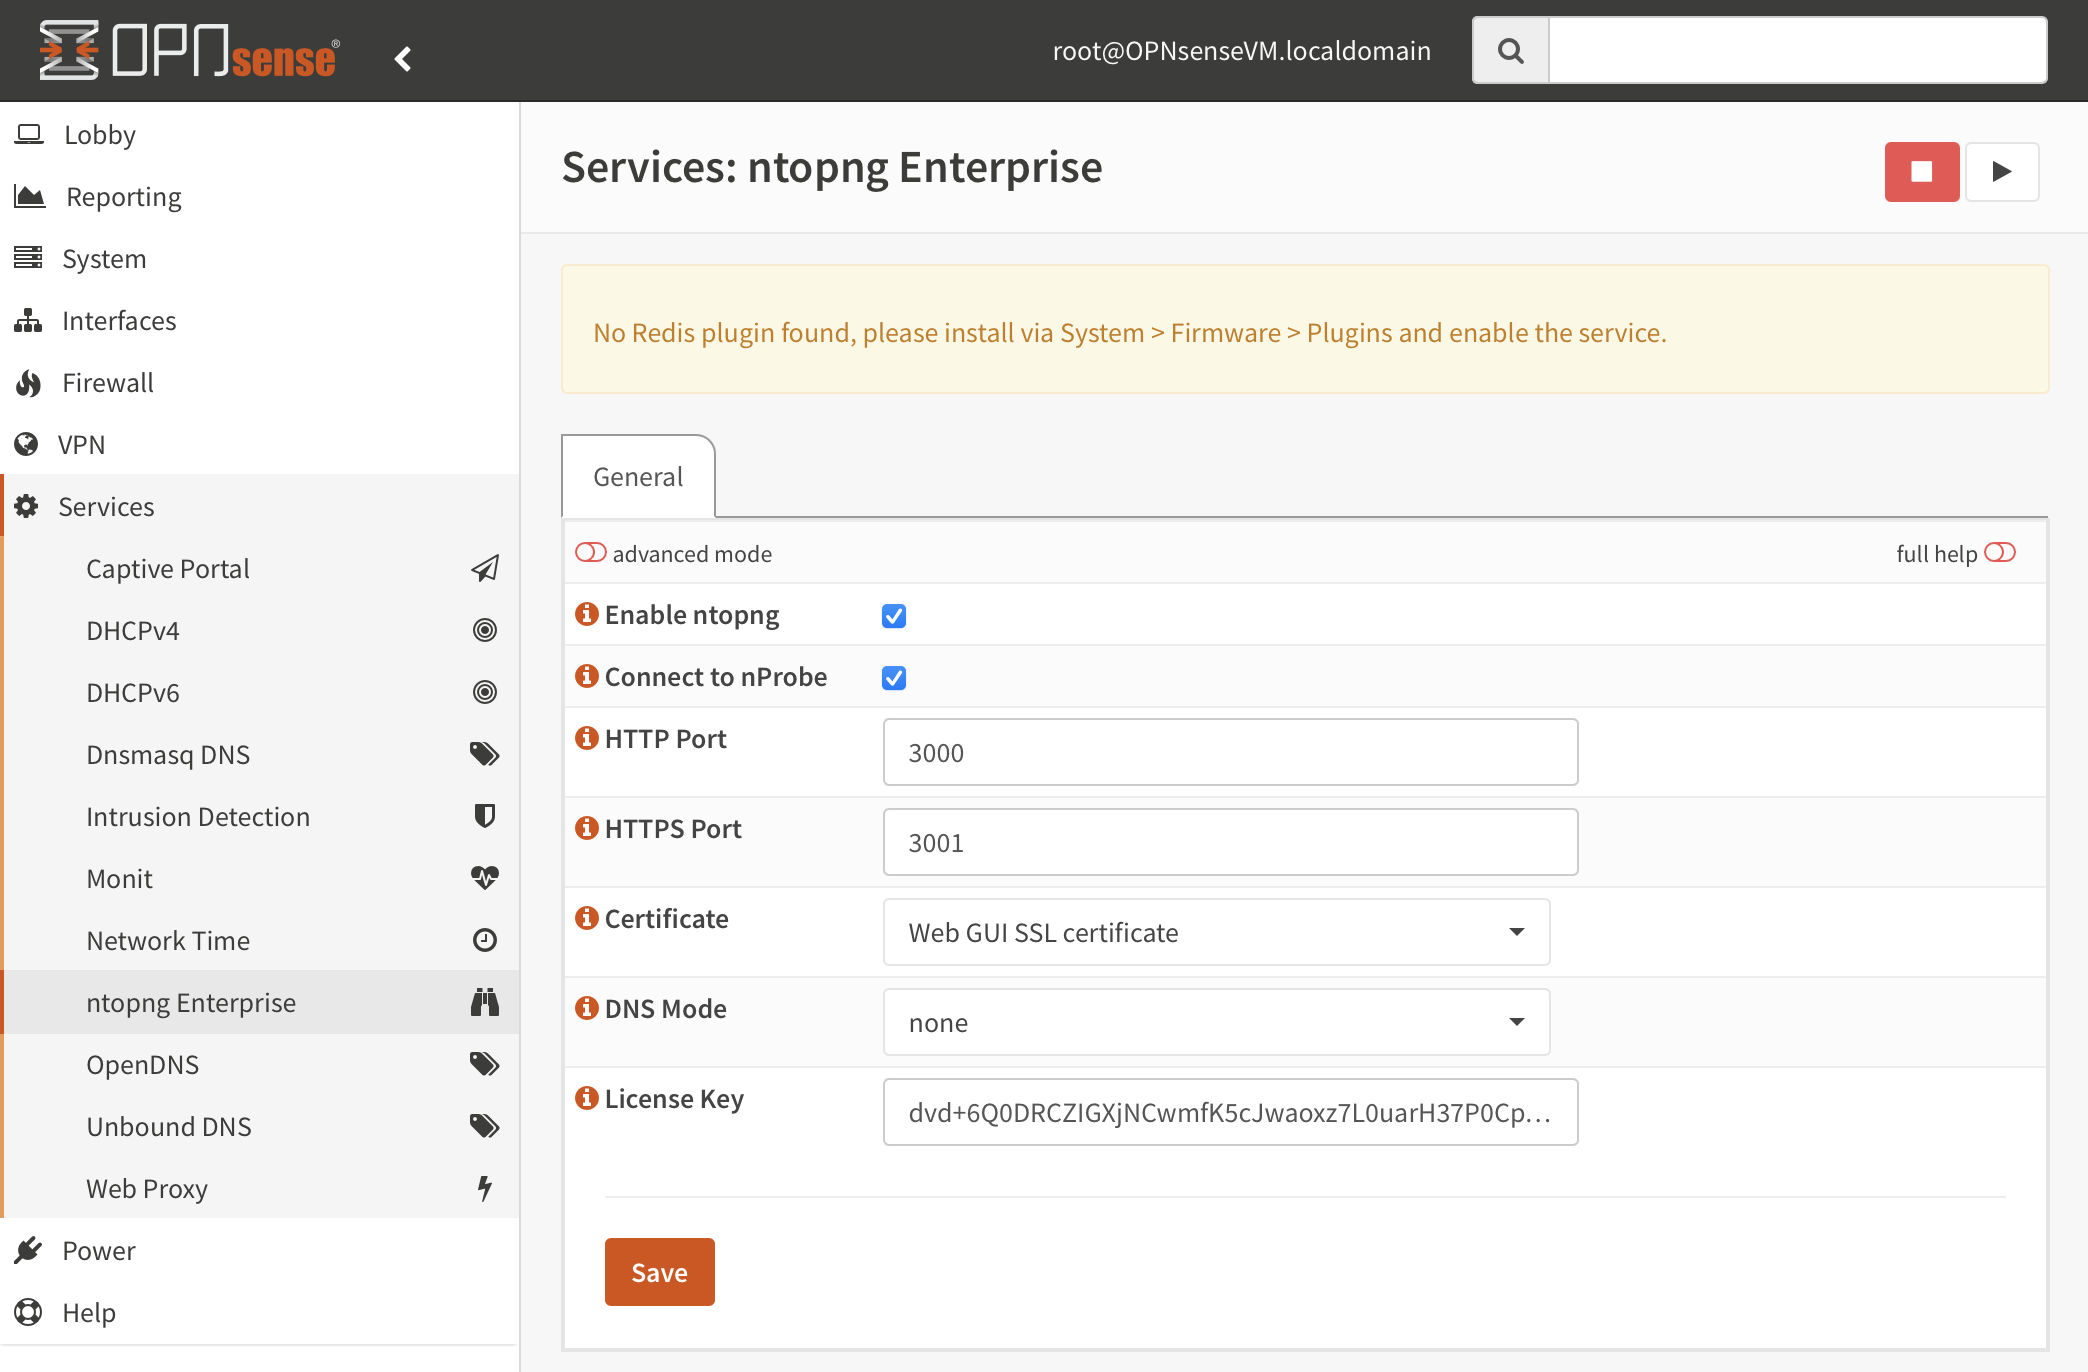 OPNsense®
root@OPNsenseVM.localdomain
Lobby
Reporting
System
Interfaces
Firewall
VPN
Services
Captive Portal
DHCPv4
DHCPv6
Dnsmasq DNS
Intrusion Detection
Monit
Network Time
ntopng Enterprise
OpenDNS
Unbound DNS
Web Proxy
Power
Help
Services: ntopng Enterprise
No Redis plugin found, please install via System > Firmware > Plugins and enable the service.
General
advanced mode
full help
Enable ntopng
Connect to nProbe
HTTP Port
3000
HTTPS Port
3001
Certificate
Web GUI SSL certificate
DNS Mode
none
License Key
dvd+6Q0DRCZIGXjNCwmfK5cJwaoxz7L0uarH37P0Cp…
Save